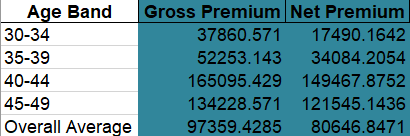 Age Band Gross Premium Net Premium
30-34 37860.571 17490.1642
35-39 52253.143 34084.2054
40-44 165095.429 149467.8752
45-49 134228.571 121545.1436
Overall Average 97359.4285 80646.8471